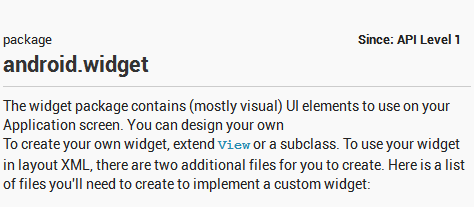 package
Since: API Level 1
android.widget
The widget package contains (mostly visual) UI elements to use on your
Application screen. You can design your own
To create your own widget, extend View or a subclass. To use your widget
in layout XML, there are two additional files for you to create. Here is a list
of files you'll need to create to implement a custom widget: